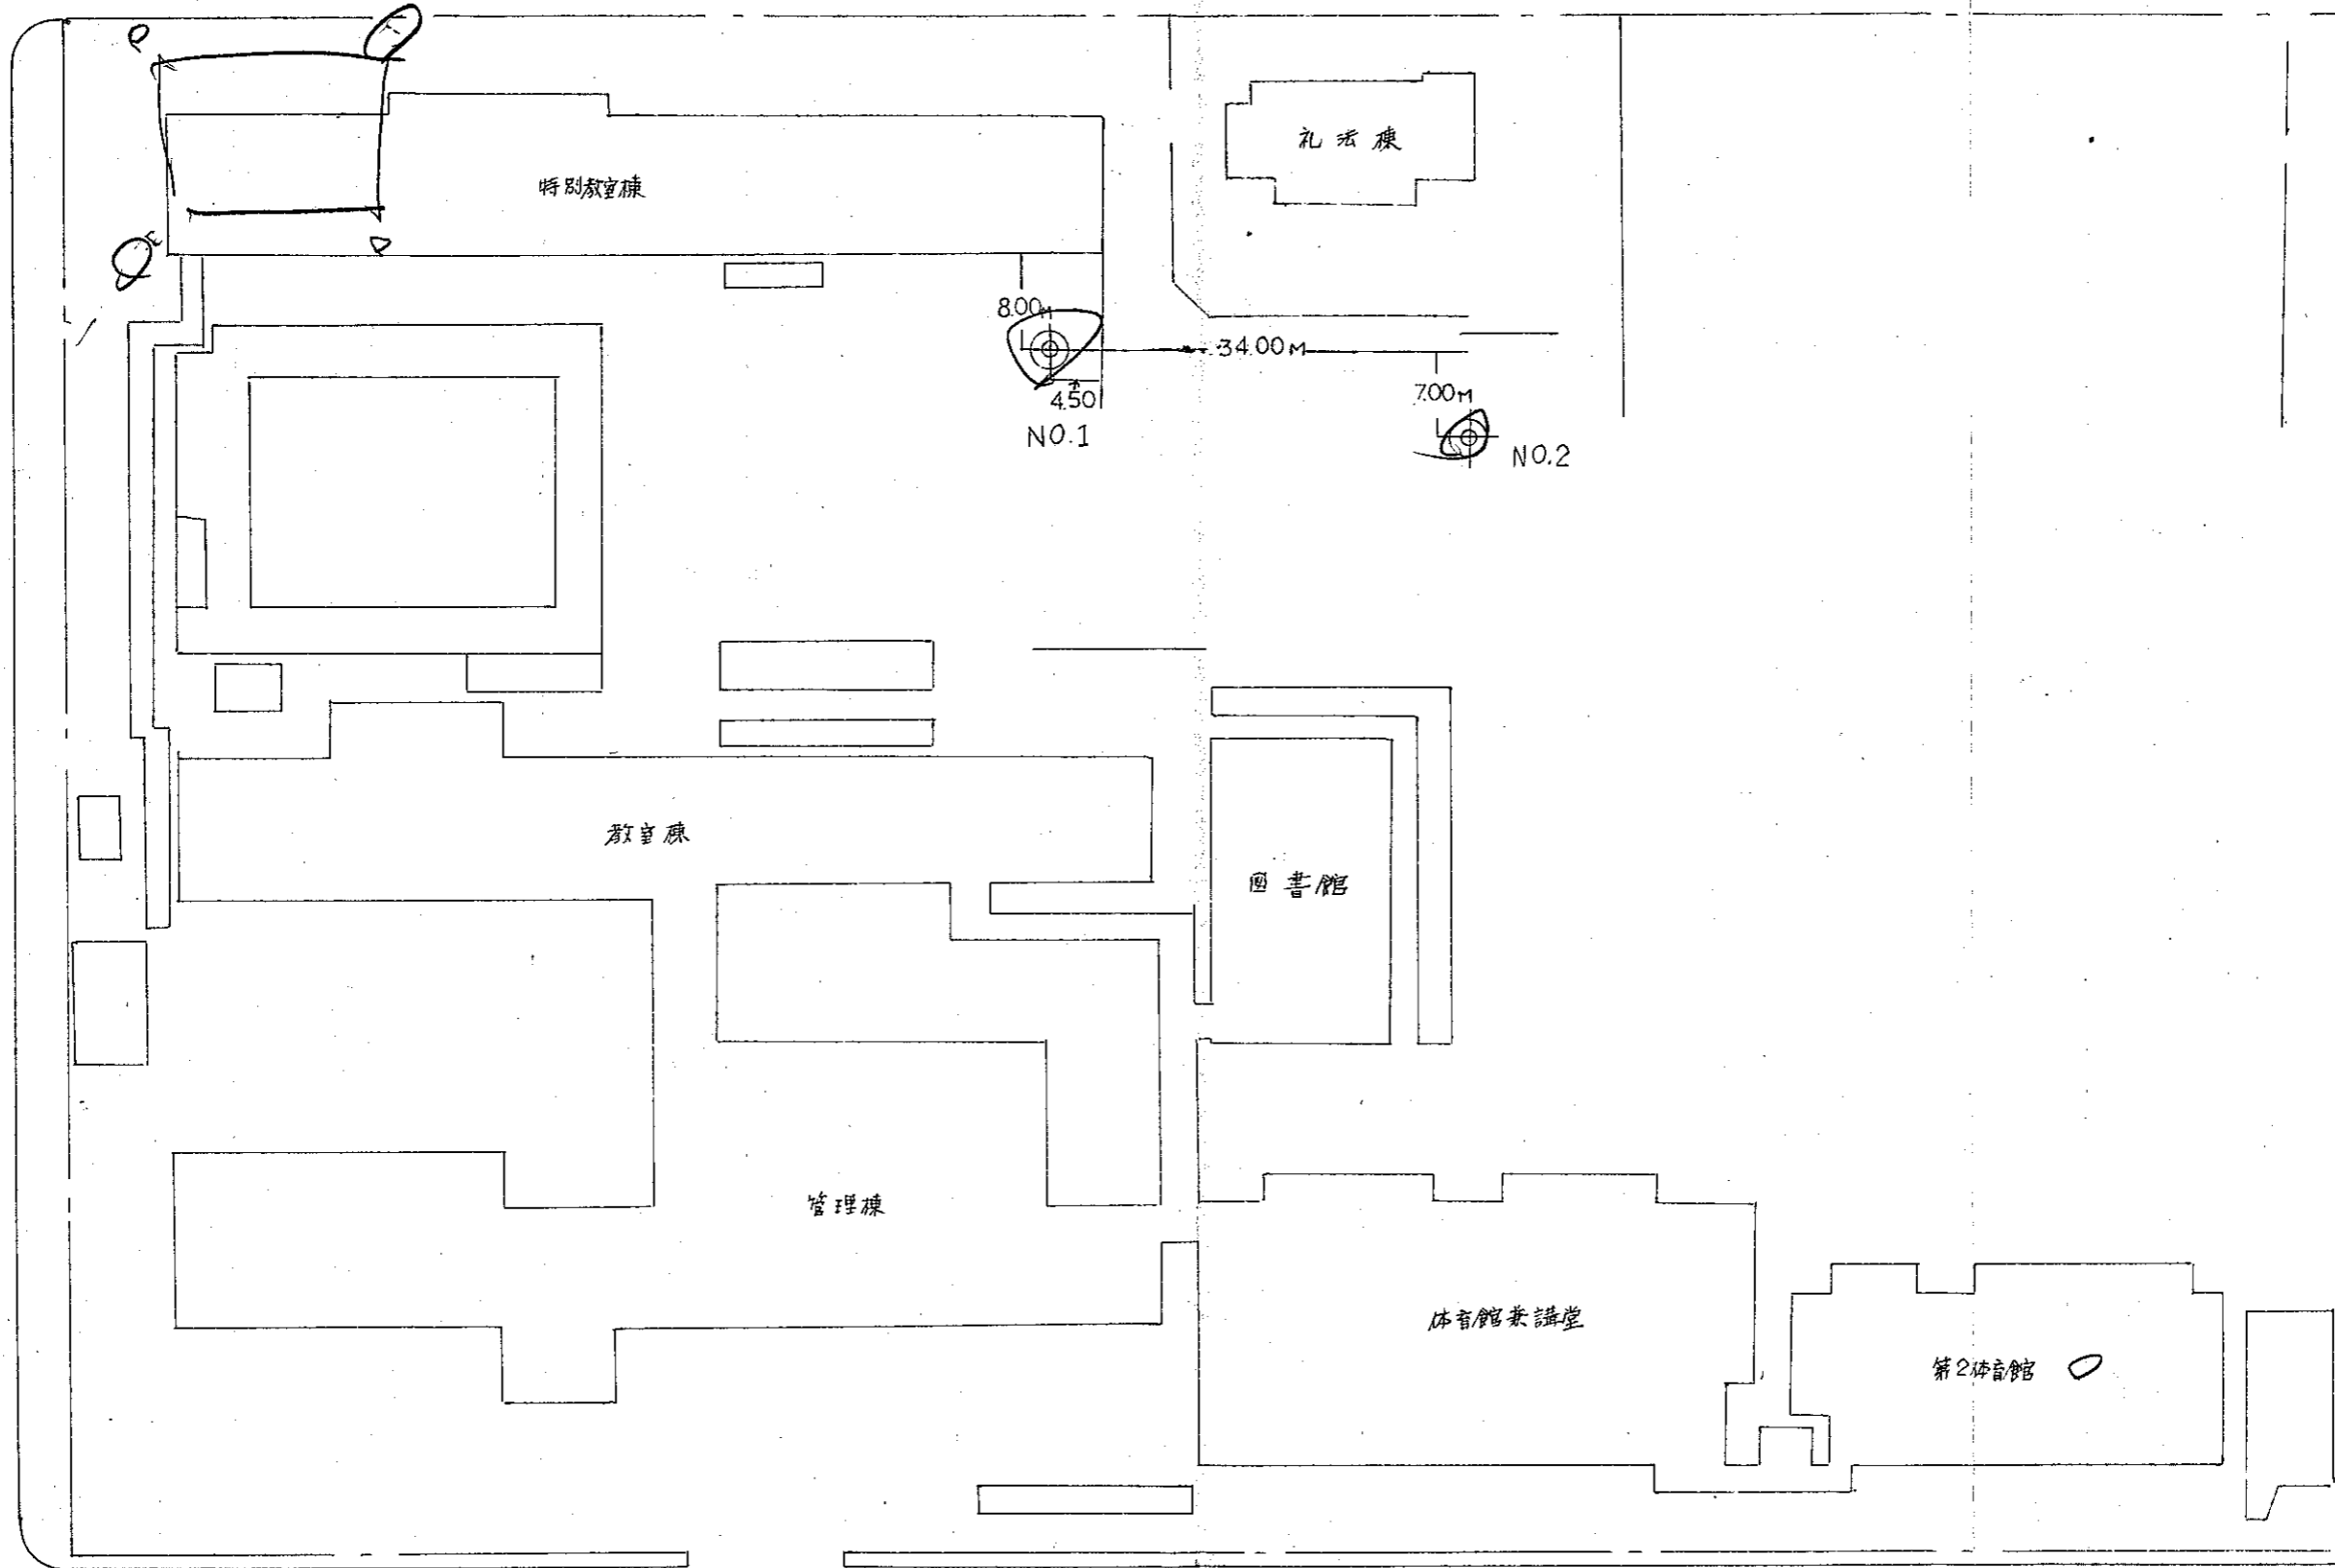 礼法棟
特別教室棟
8.00M
34.00M
4.50
7.00M
NO.1
NO.2
教室棟
図書館
管理棟
体育館兼講堂
第2体育館